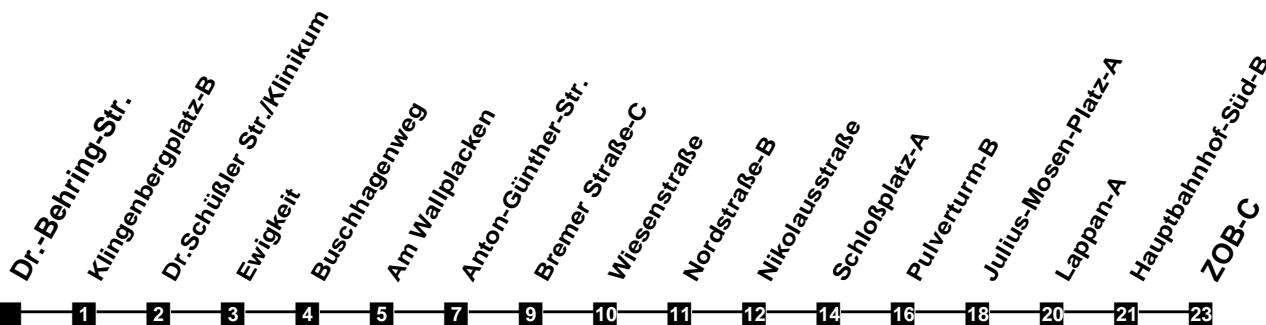 Dr.-Behring-Str.
Klingenbergplatz-B
Dr.Schüßler Str./Klinikum
Ewigkeit
Buschhagenweg
Am Wallplacken
Anton-Günther-Str.
Bremer Straße-C
Wiesenstraße
Nordstraße-B
Nikolausstraße
Schloßplatz-A
Pulverturm-B
Julius-Mosen-Platz-A
Lappan-A
Hauptbahnhof-Süd-B
ZOB-C
1 2 3 4 5 7 9 10 11 12 14 16 18 20 21 23